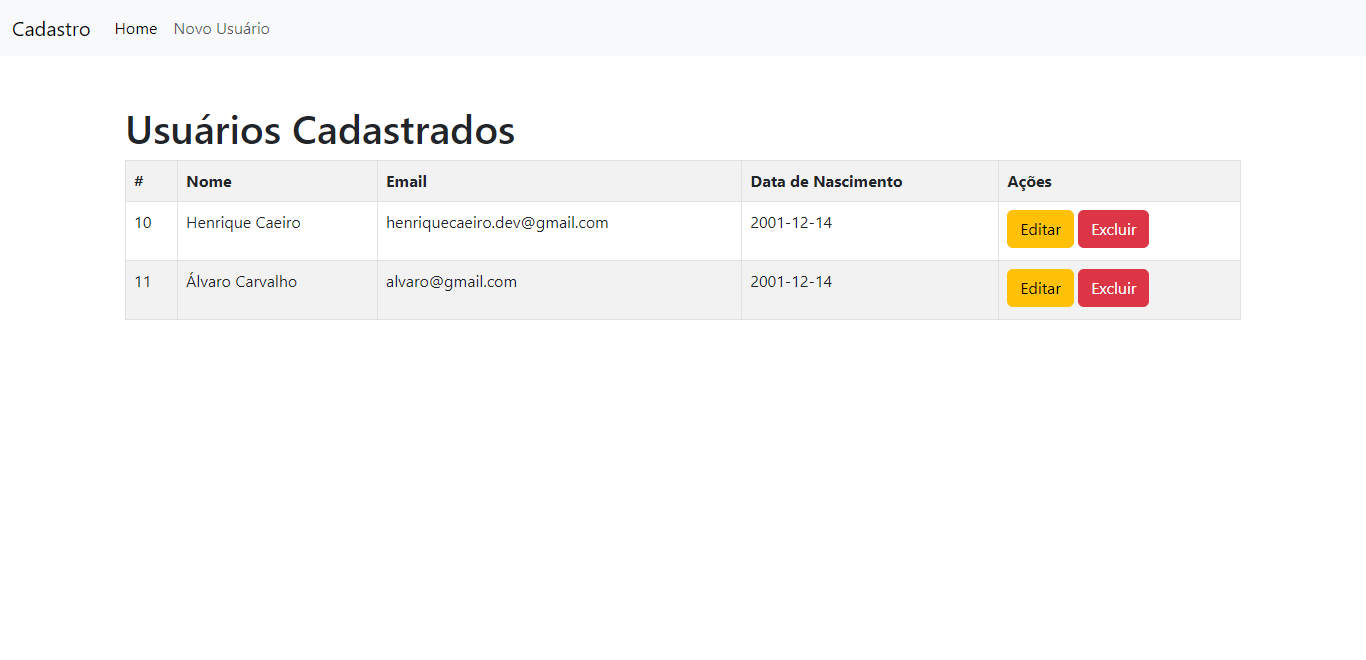 Cadastro Home Novo Usuário
Usuários Cadastrados
# Nome Email Data de Nascimento Ações
10 Henrique Caeiro henriquecaeiro.dev@gmail.com 2001-12-14 Editar Excluir
11 Álvaro Carvalho alvaro@gmail.com 2001-12-14 Editar Excluir